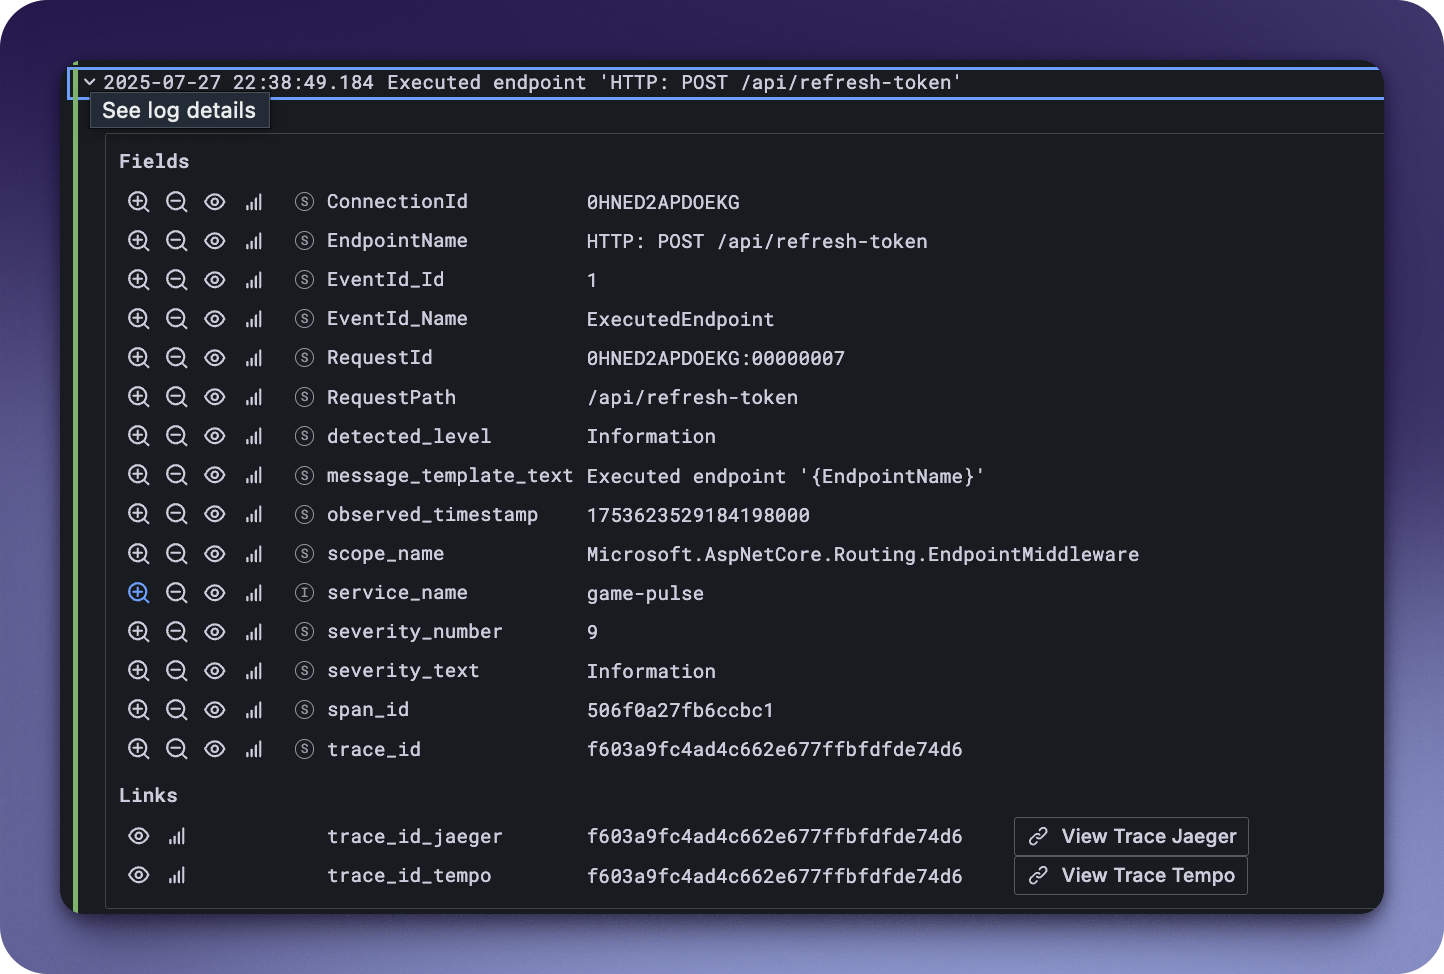 2025-07-27 22:38:49.184 Executed endpoint 'HTTP: POST /api/refresh-token'
See log details
Fields
S ConnectionId 0HNED2APDOEKG
S EndpointName HTTP: POST /api/refresh-token
S EventId_Id 1
S EventId_Name ExecutedEndpoint
S RequestId 0HNED2APDOEKG:00000007
S RequestPath /api/refresh-token
S detected_level Information
S message_template_text Executed endpoint '{EndpointName}'
S observed_timestamp 1753623529184198000
S scope_name Microsoft.AspNetCore.Routing.EndpointMiddleware
I service_name game-pulse
S severity_number 9
S severity_text Information
S span_id 506f0a27fb6ccbc1
S trace_id f603a9fc4ad4c662e677ffbfdfde74d6
Links
trace_id_jaeger f603a9fc4ad4c662e677ffbfdfde74d6 View Trace Jaeger
trace_id_tempo f603a9fc4ad4c662e677ffbfdfde74d6 View Trace Tempo